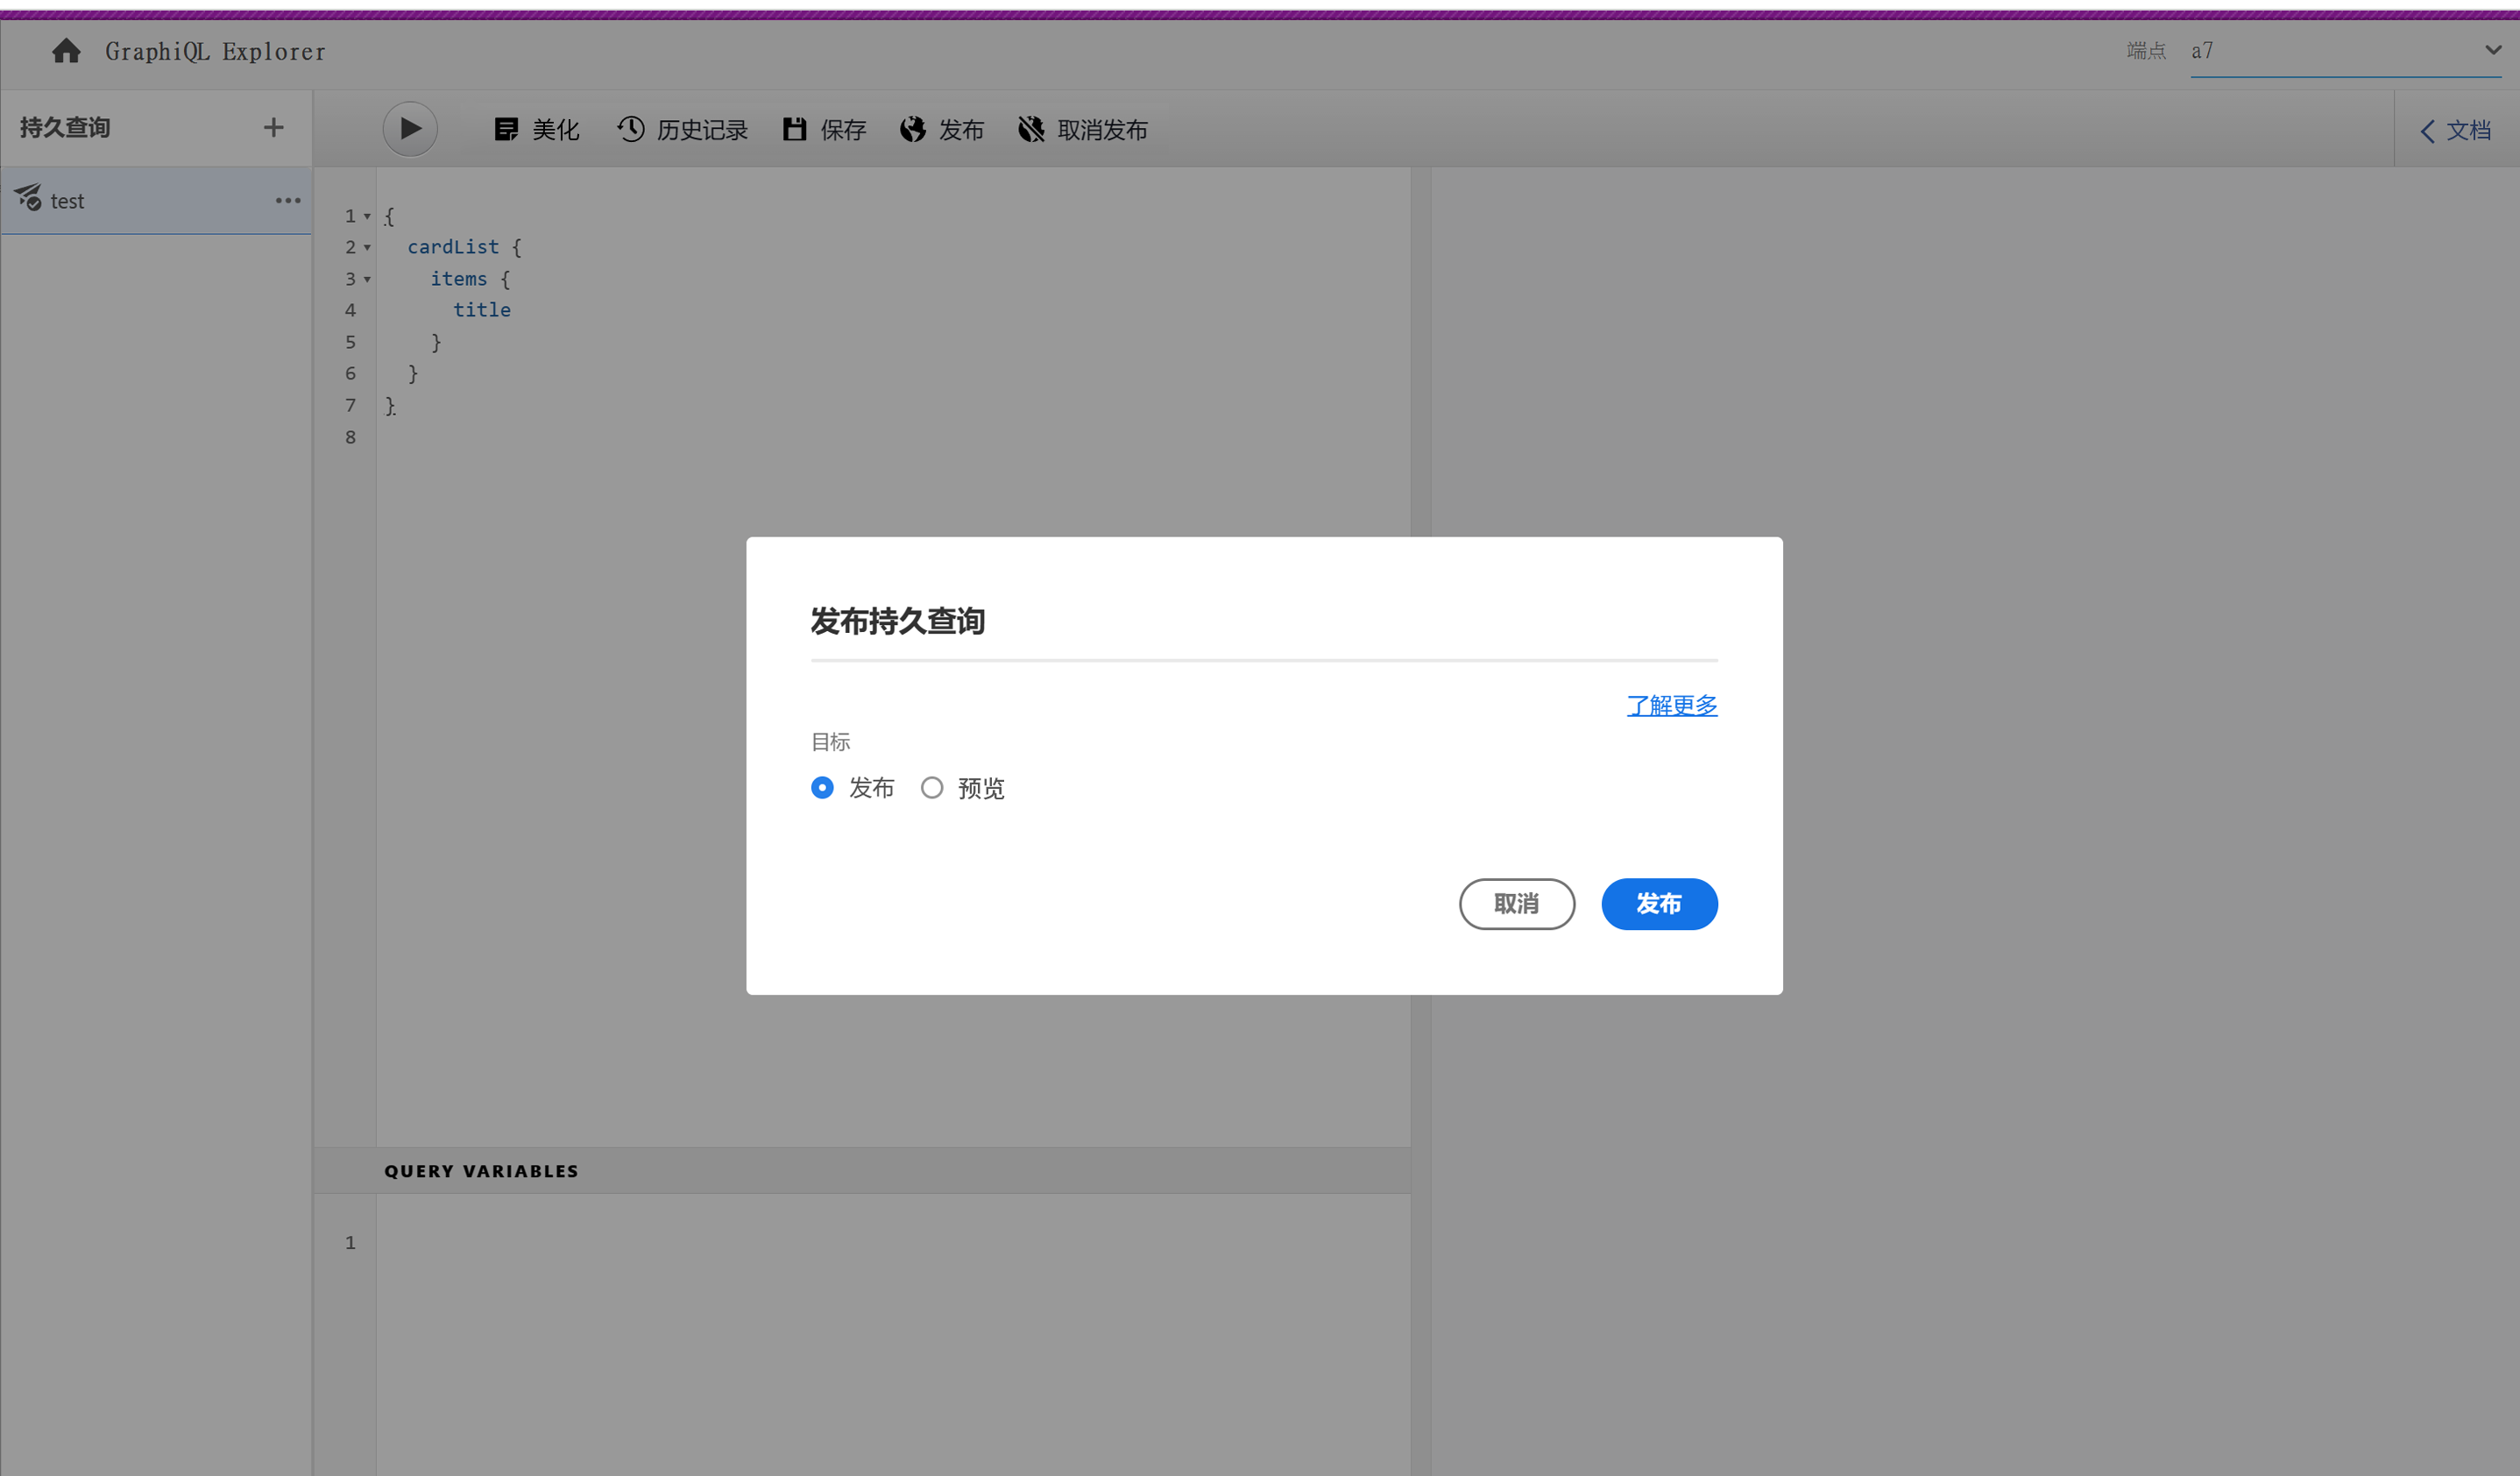 GraphiQL Explorer
端点 a7
持久查询
美化 历史记录 保存 发布 取消发布
文档
test
1 {
2 cardList {
3 items {
4 title
5 }
6 }
7 }
8
发布持久查询
了解更多
目标
发布 预览
取消 发布
QUERY VARIABLES
1